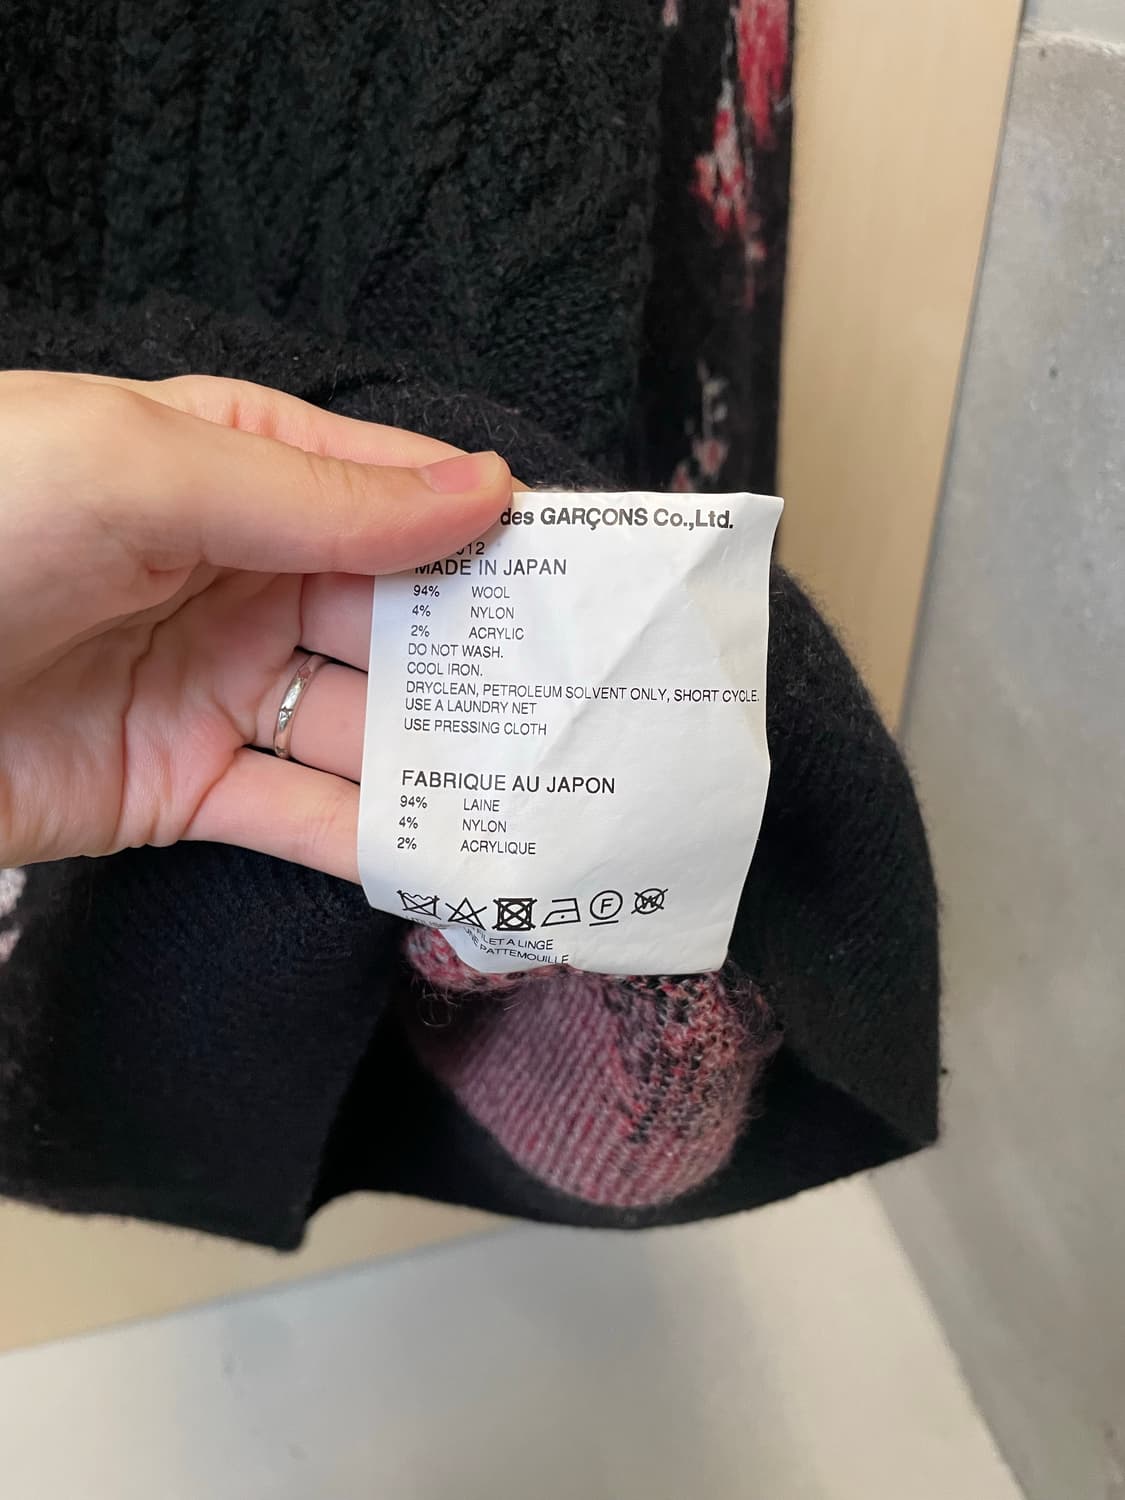 des GARÇONS Co.,Ltd.
012
MADE IN JAPAN
94% WOOL
4% NYLON
2% ACRYLIC
DO NOT WASH.
COOL IRON.
DRYCLEAN, PETROLEUM SOLVENT ONLY, SHORT CYCLE.
USE A LAUNDRY NET
USE PRESSING CLOTH
FABRIQUE AU JAPON
94% LAINE
4% NYLON
2% ACRYLIQUE
F W
A LINGE
PATTEMOUILLE